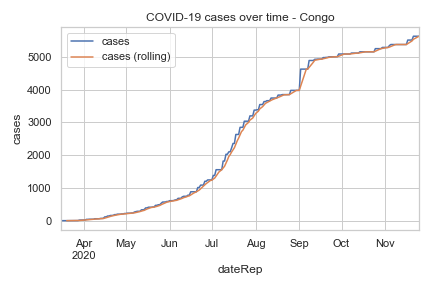 COVID-19 cases over time - Congo
cases
cases (rolling)
5000
4000
3000
2000
1000
0
cases
Apr
2020
May
Jun
Jul
Aug
Sep
Oct
Nov
dateRep